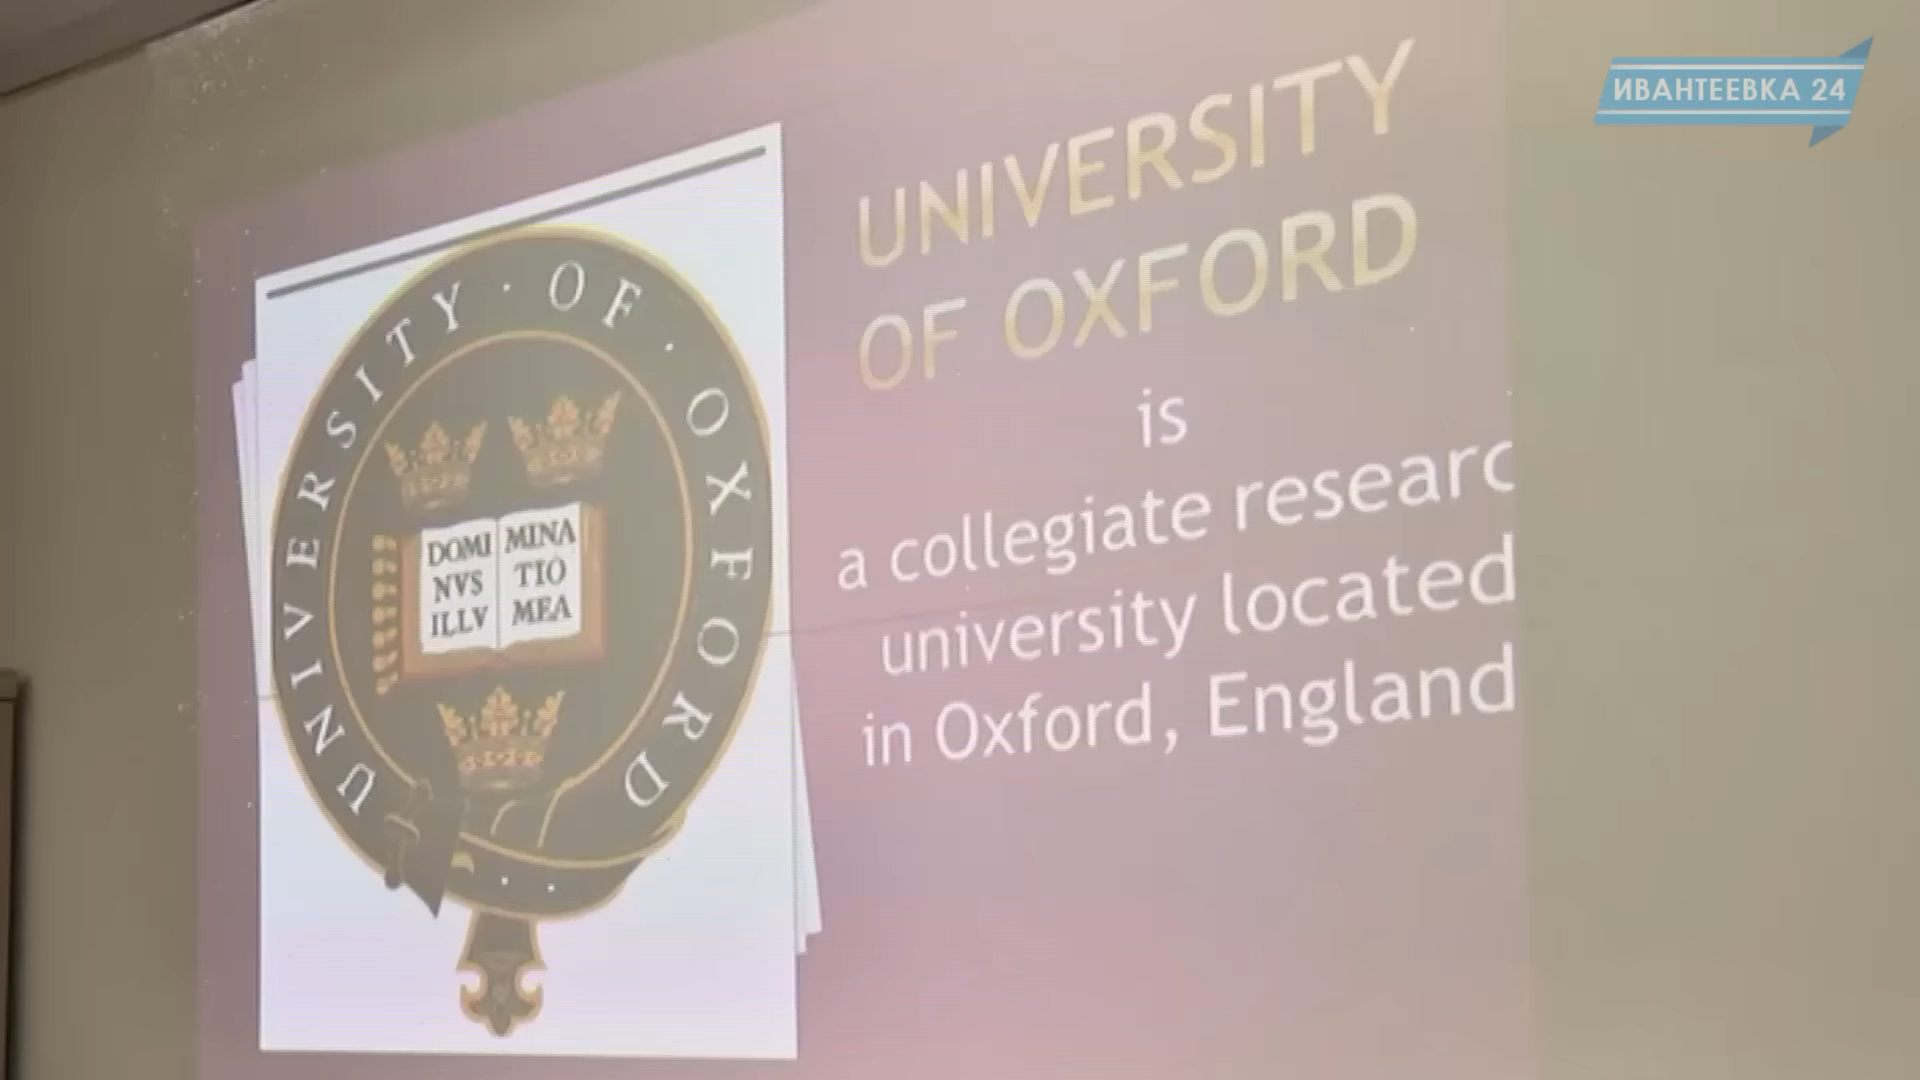 ИВАНТЕЕВКА 24
UNIVERSITY · OF · OXFORD
DOMI
NVS
ILLV
MINA
TIO
MEA
UNIVERSITY
OF OXFORD
is
a collegiate researc
university located
in Oxford, England